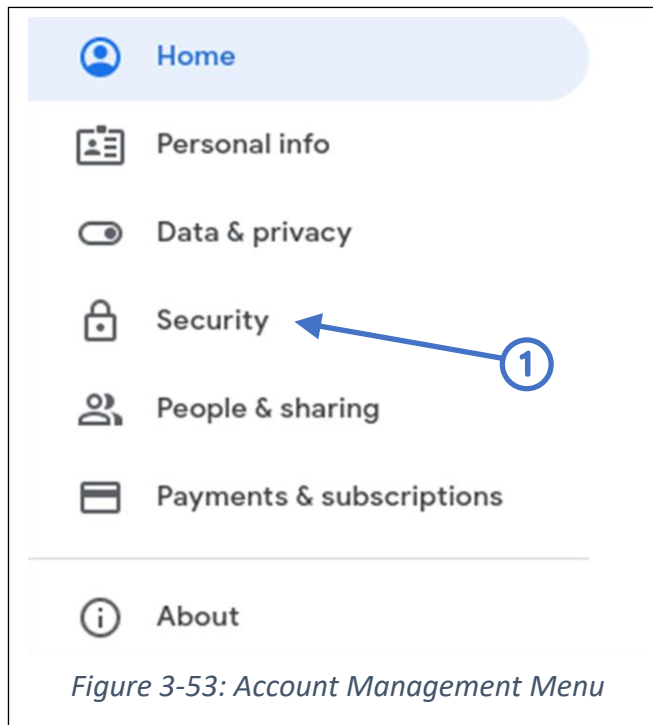 Home
Personal info
Data & privacy
Security
1
People & sharing
Payments & subscriptions
About
Figure 3-53: Account Management Menu